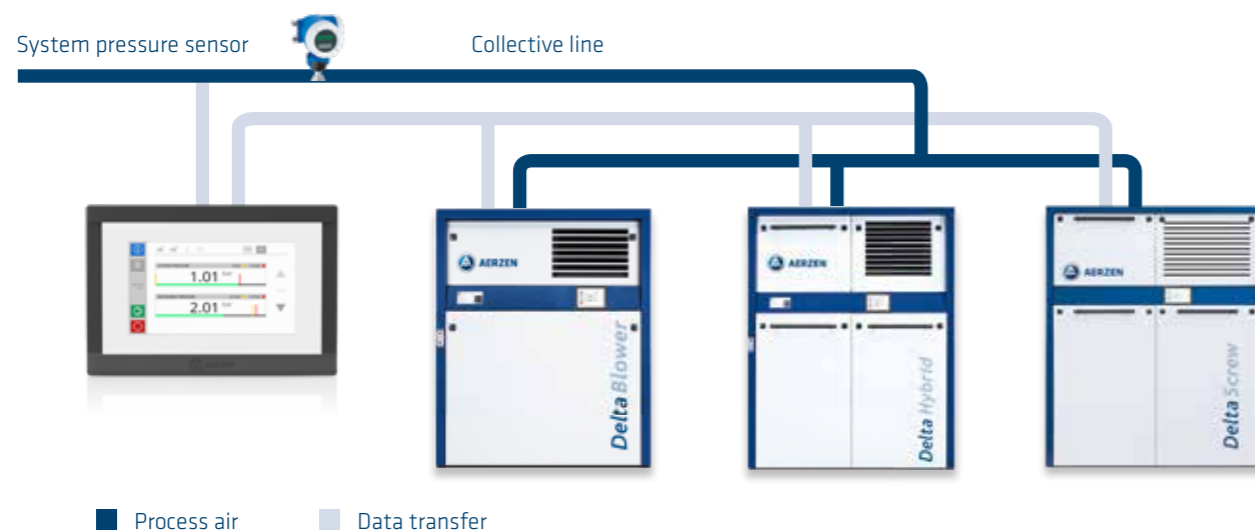 System pressure sensor
Collective line
1.01
2.01
AERZEN
AERZEN
AERZEN
Delta Blower
Delta Hybrid
Delta Screw
Process air
Data transfer